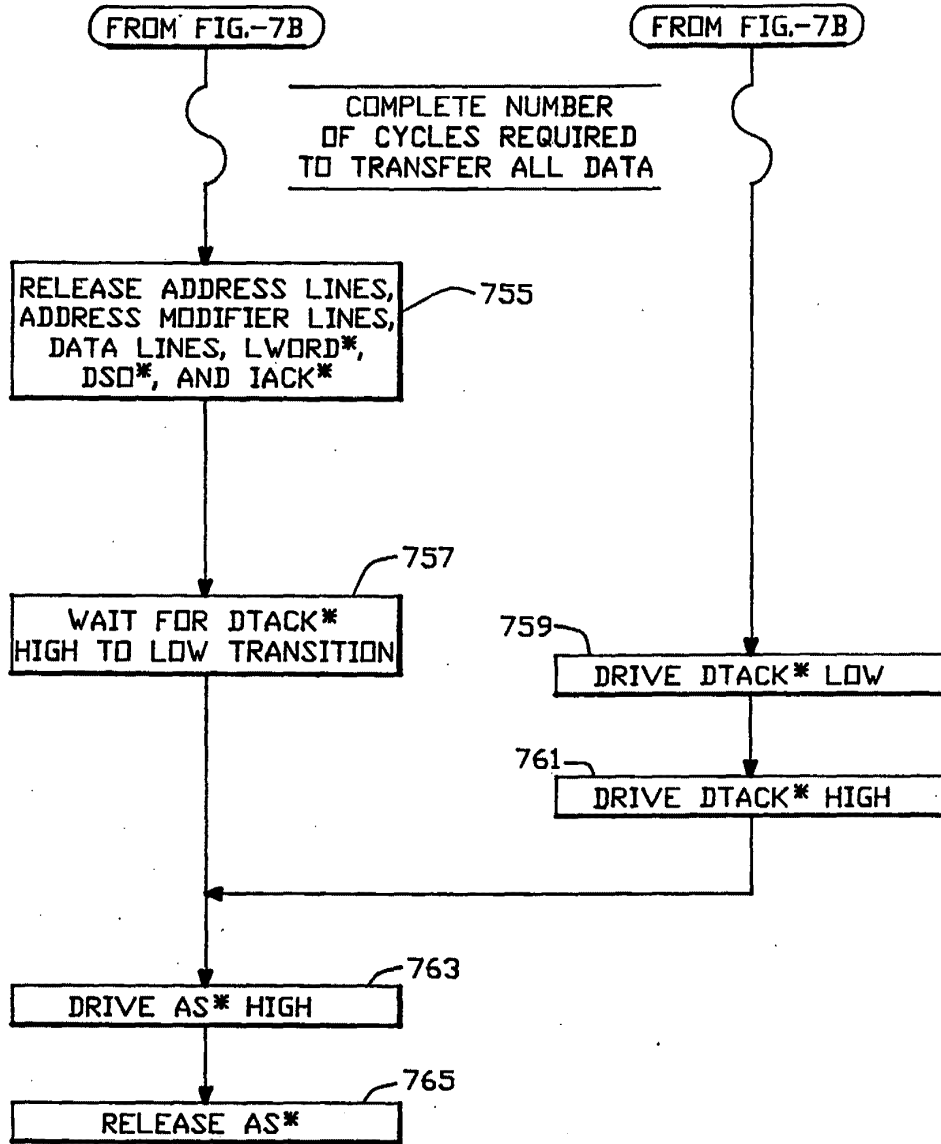 FROM FIG.-7B
FROM FIG.-7B
COMPLETE NUMBER
OF CYCLES REQUIRED
TO TRANSFER ALL DATA
RELEASE ADDRESS LINES,
ADDRESS MODIFIER LINES,
DATA LINES, LWORD*,
DSO*, AND IACK*
755
757
WAIT FOR DTACK*
HIGH TO LOW TRANSITION
759
DRIVE DTACK* LOW
761
DRIVE DTACK* HIGH
763
DRIVE AS* HIGH
765
RELEASE AS*